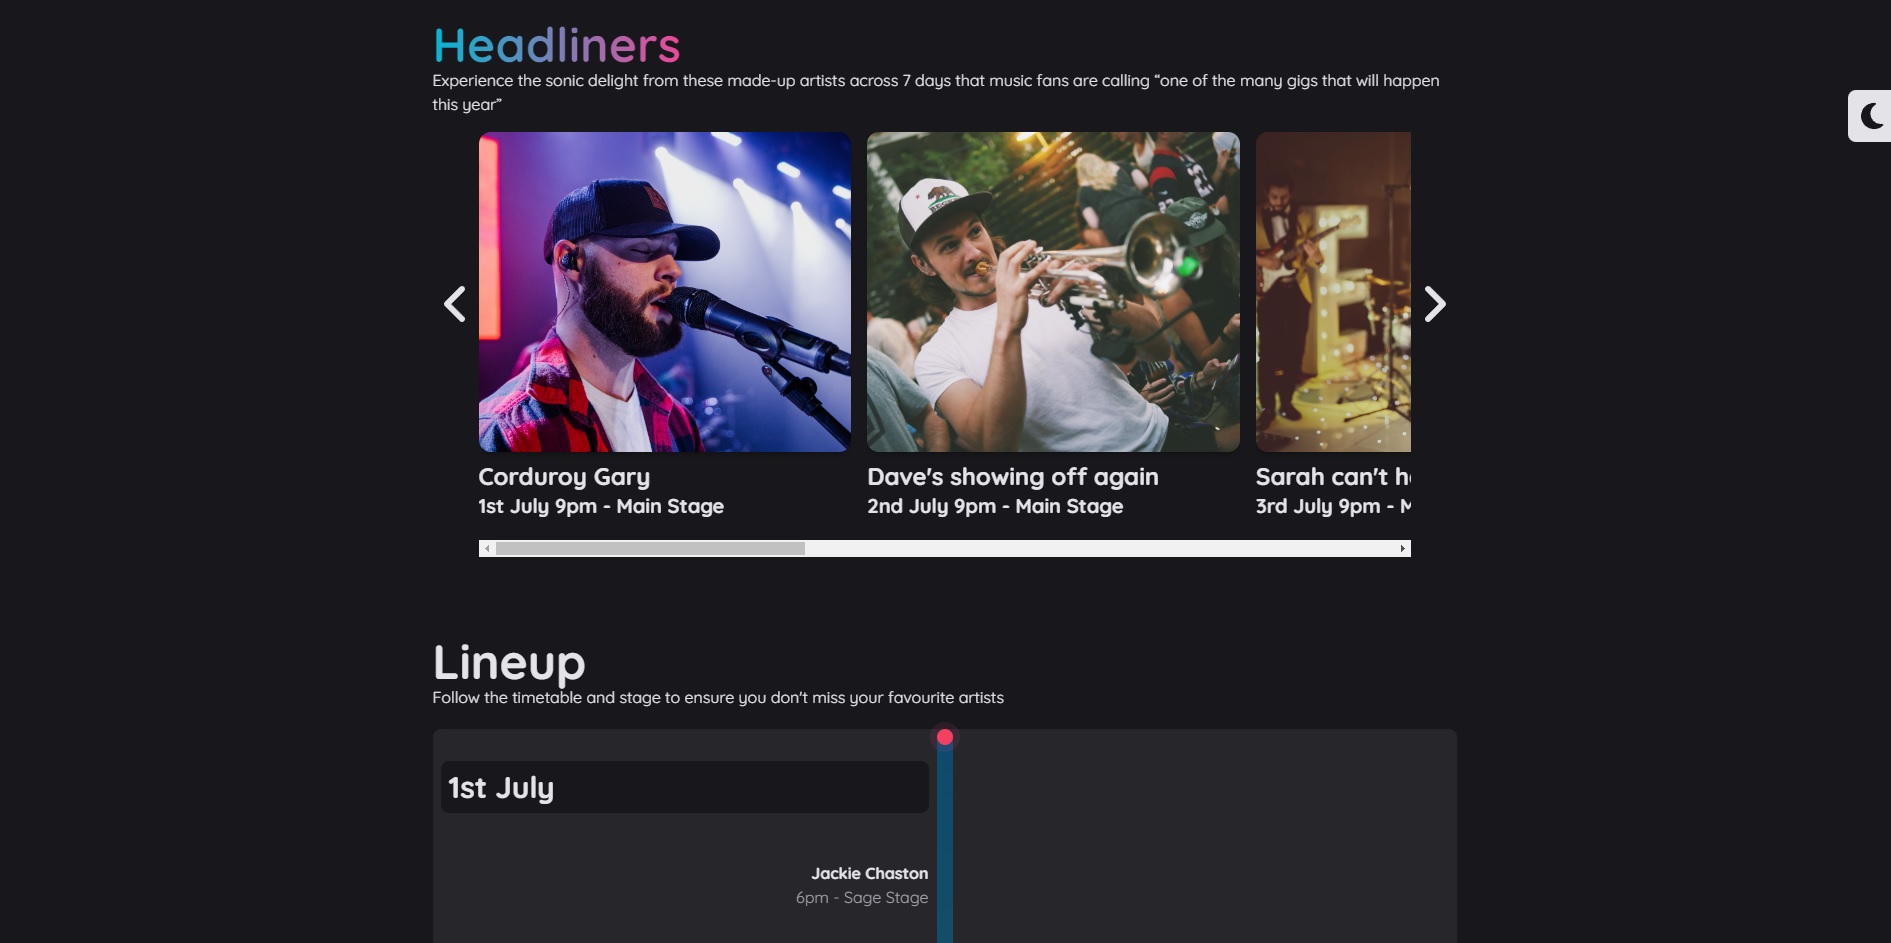 Headliners
Experience the sonic delight from these made-up artists across 7 days that music fans are calling “one of the many gigs that will happen
this year”
Corduroy Gary
1st July 9pm - Main Stage
Dave's showing off again
2nd July 9pm - Main Stage
Sarah can't
3rd July 9pm -
Lineup
Follow the timetable and stage to ensure you don't miss your favourite artists
1st July
Jackie Chaston
6pm - Sage Stage